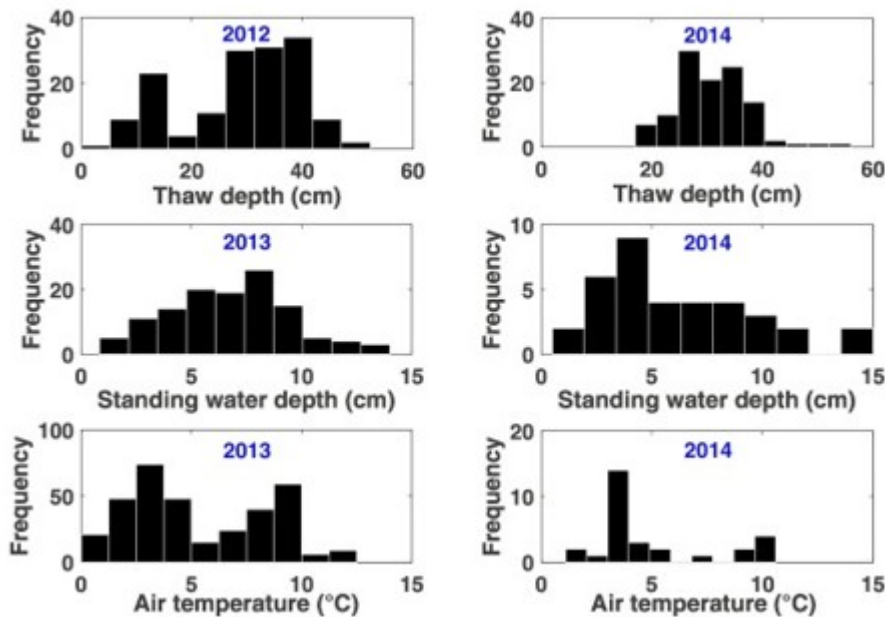 40
2012
20
Frequency
0
0 20 40 60
Thaw depth (cm)
40
2014
20
Frequency
0
0 20 40 60
Thaw depth (cm)
40
2013
20
Frequency
0
0 5 10 15
Standing water depth (cm)
10
2014
5
Frequency
0
0 5 10 15
Standing water depth (cm)
100
2013
50
Frequency
0
0 5 10 15
Air temperature (°C)
20
2014
10
Frequency
0
0 5 10 15
Air temperature (°C)